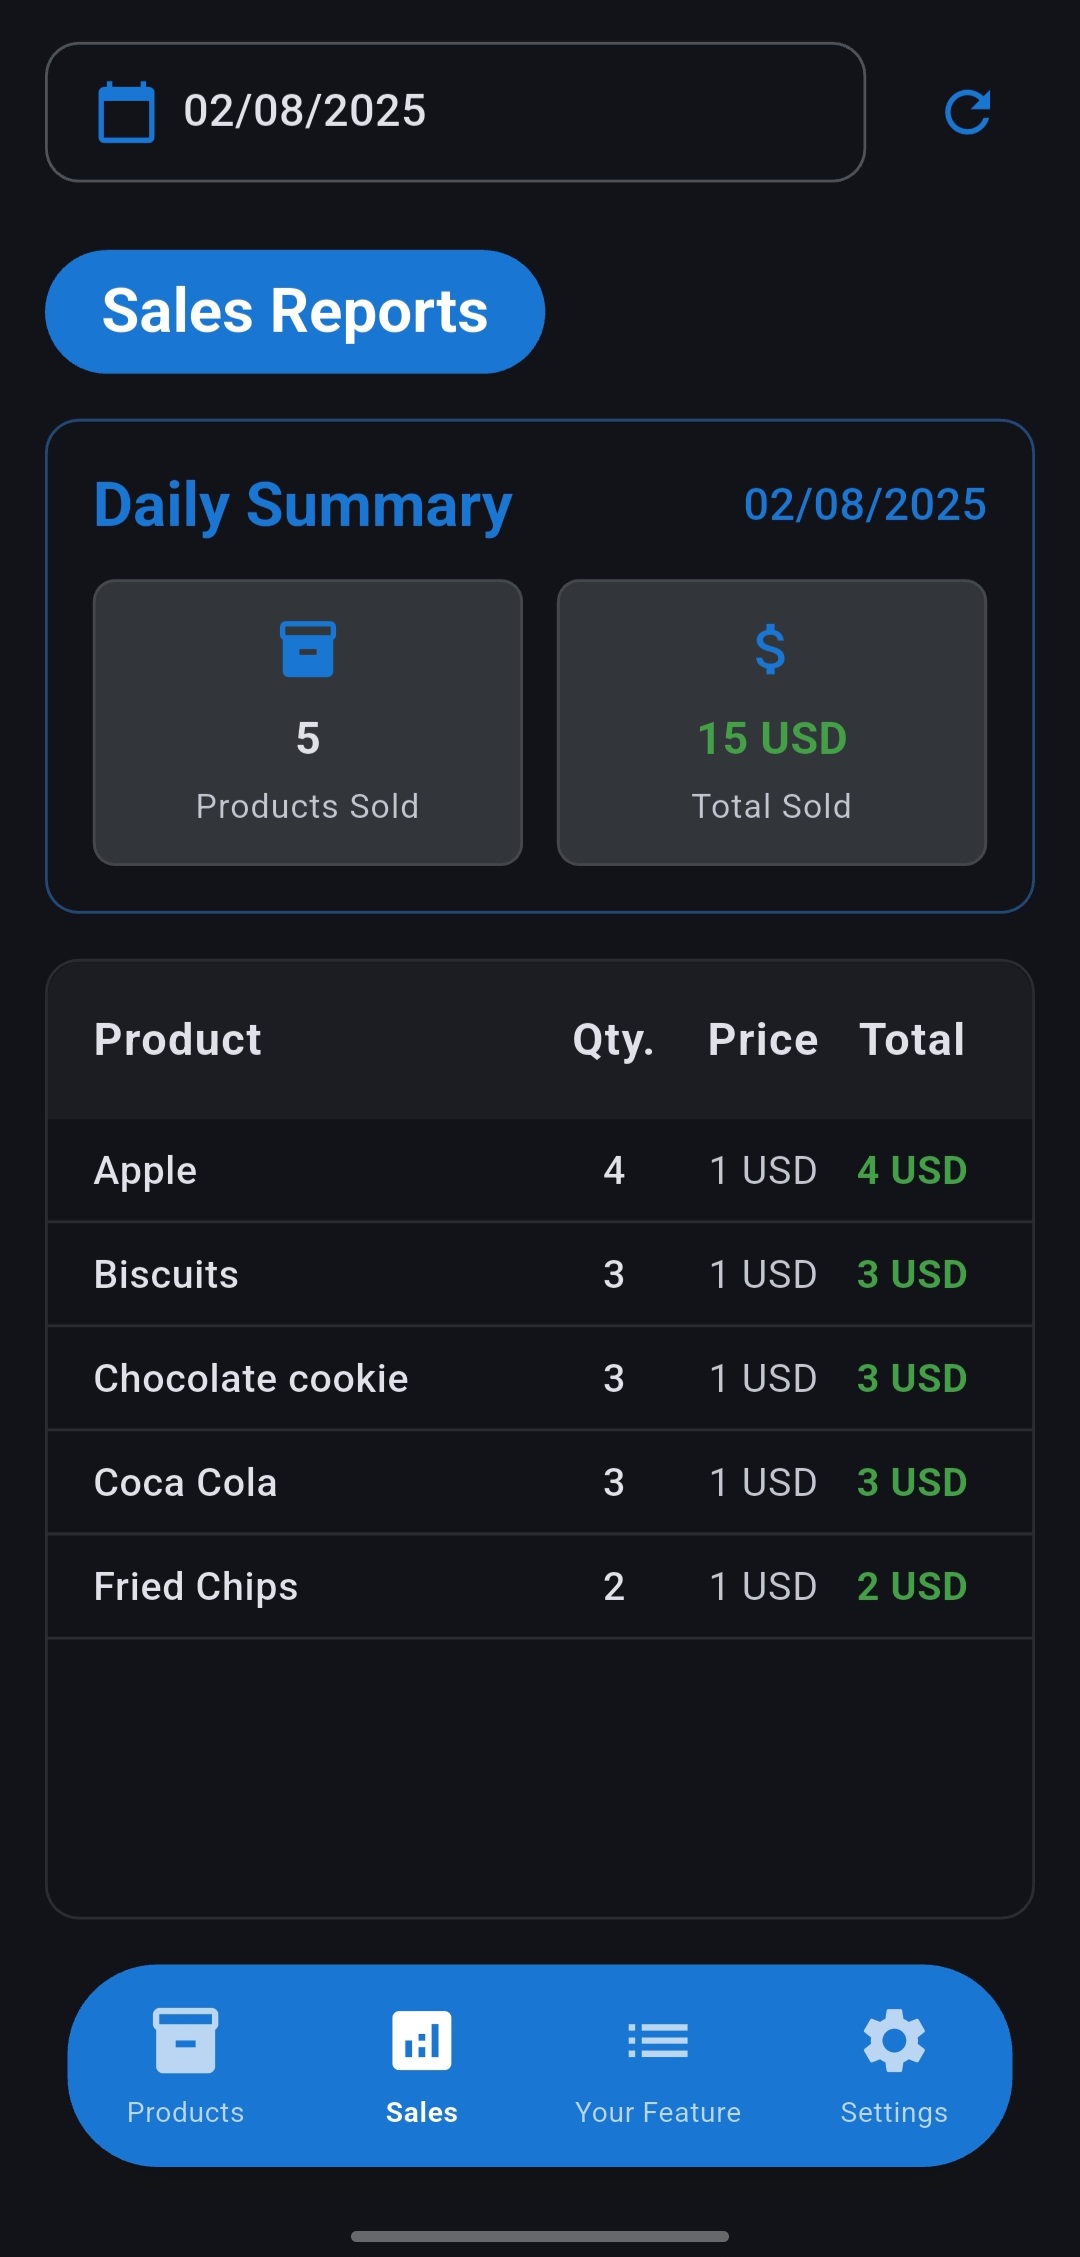 02/08/2025
Sales Reports
Daily Summary 02/08/2025
5 15 USD
Products Sold Total Sold
Product Qty. Price Total
Apple 4 1 USD 4 USD
Biscuits 3 1 USD 3 USD
Chocolate cookie 3 1 USD 3 USD
Coca Cola 3 1 USD 3 USD
Fried Chips 2 1 USD 2 USD
Products Sales Your Feature Settings